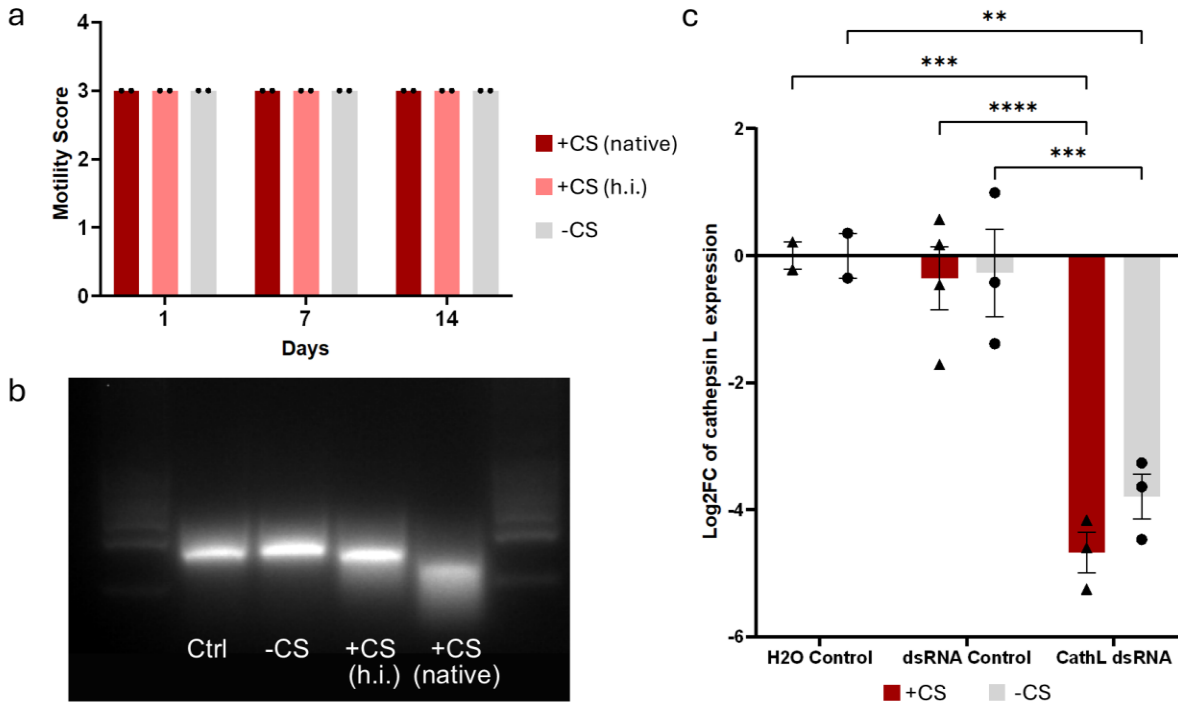 a
4
3
2
1
0
Motility Score
1
7
14
Days
+CS (native)
+CS (h.i.)
-CS
b
Ctrl
-CS
+CS
(h.i.)
+CS
(native)
c
**
***
****
***
2
0
-2
-4
-6
Log2FC of cathepsin L expression
H2O Control
dsRNA Control
CathL dsRNA
+CS
-CS